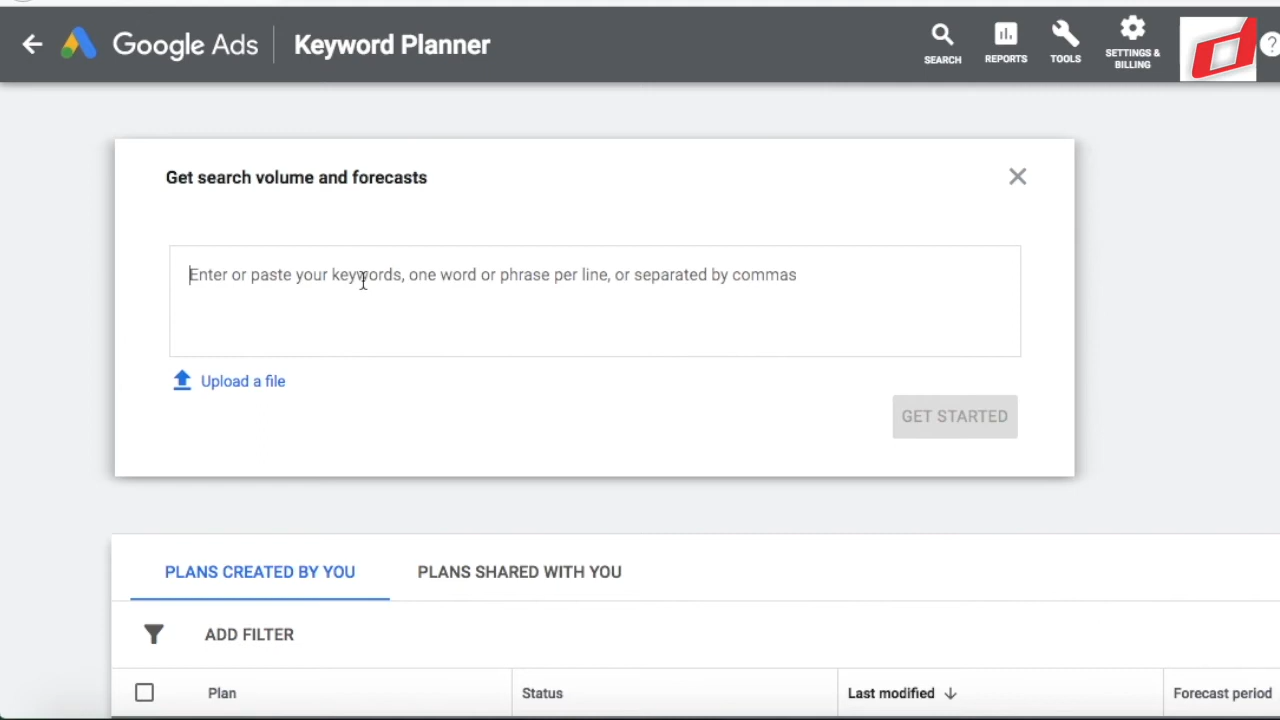 Google Ads
Keyword Planner
SEARCH
REPORTS
TOOLS
SETTINGS &
BILLING
?
Get search volume and forecasts
Enter or paste your keywords, one word or phrase per line, or separated by commas
Upload a file
GET STARTED
PLANS CREATED BY YOU
PLANS SHARED WITH YOU
ADD FILTER
Plan
Status
Last modified
Forecast period